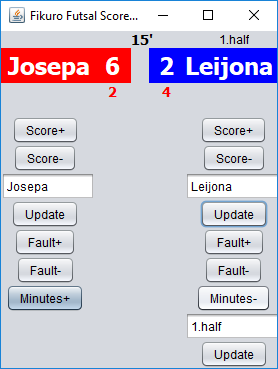 Fikuro Futsal Score...
15' 1.half
Josepa 6 2 Leijona
2 4
Score+ Score+
Score- Score-
Josepa Leijona
Update Update
Fault+ Fault+
Fault- Fault-
Minutes+ Minutes-
1.half
Update